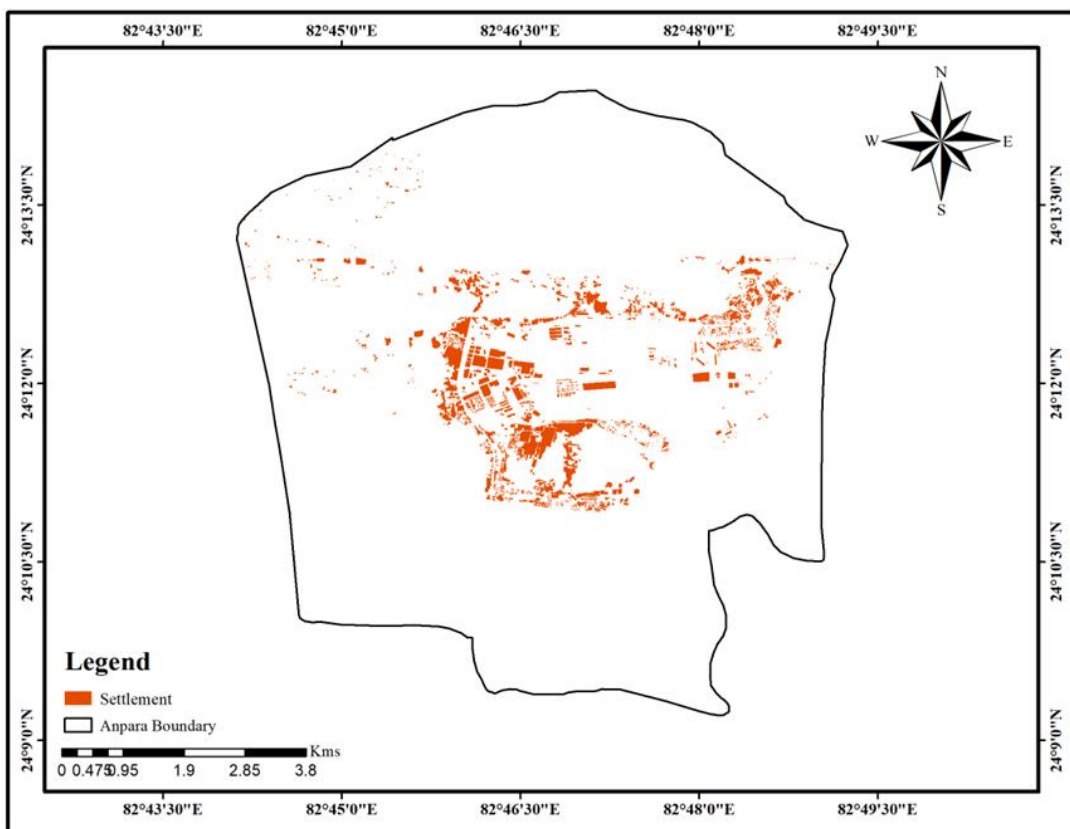 82°43'30"E 82°45'0"E 82°46'30"E 82°48'0"E 82°49'30"E
N
W E
S
24°13'30"N 24°13'30"N
24°12'0"N 24°12'0"N
24°10'30"N 24°10'30"N
24°9'0"N 24°9'0"N
Legend
Settlement
Anpara Boundary
Kms
0 0.475 0.95 1.9 2.85 3.8
82°43'30"E 82°45'0"E 82°46'30"E 82°48'0"E 82°49'30"E